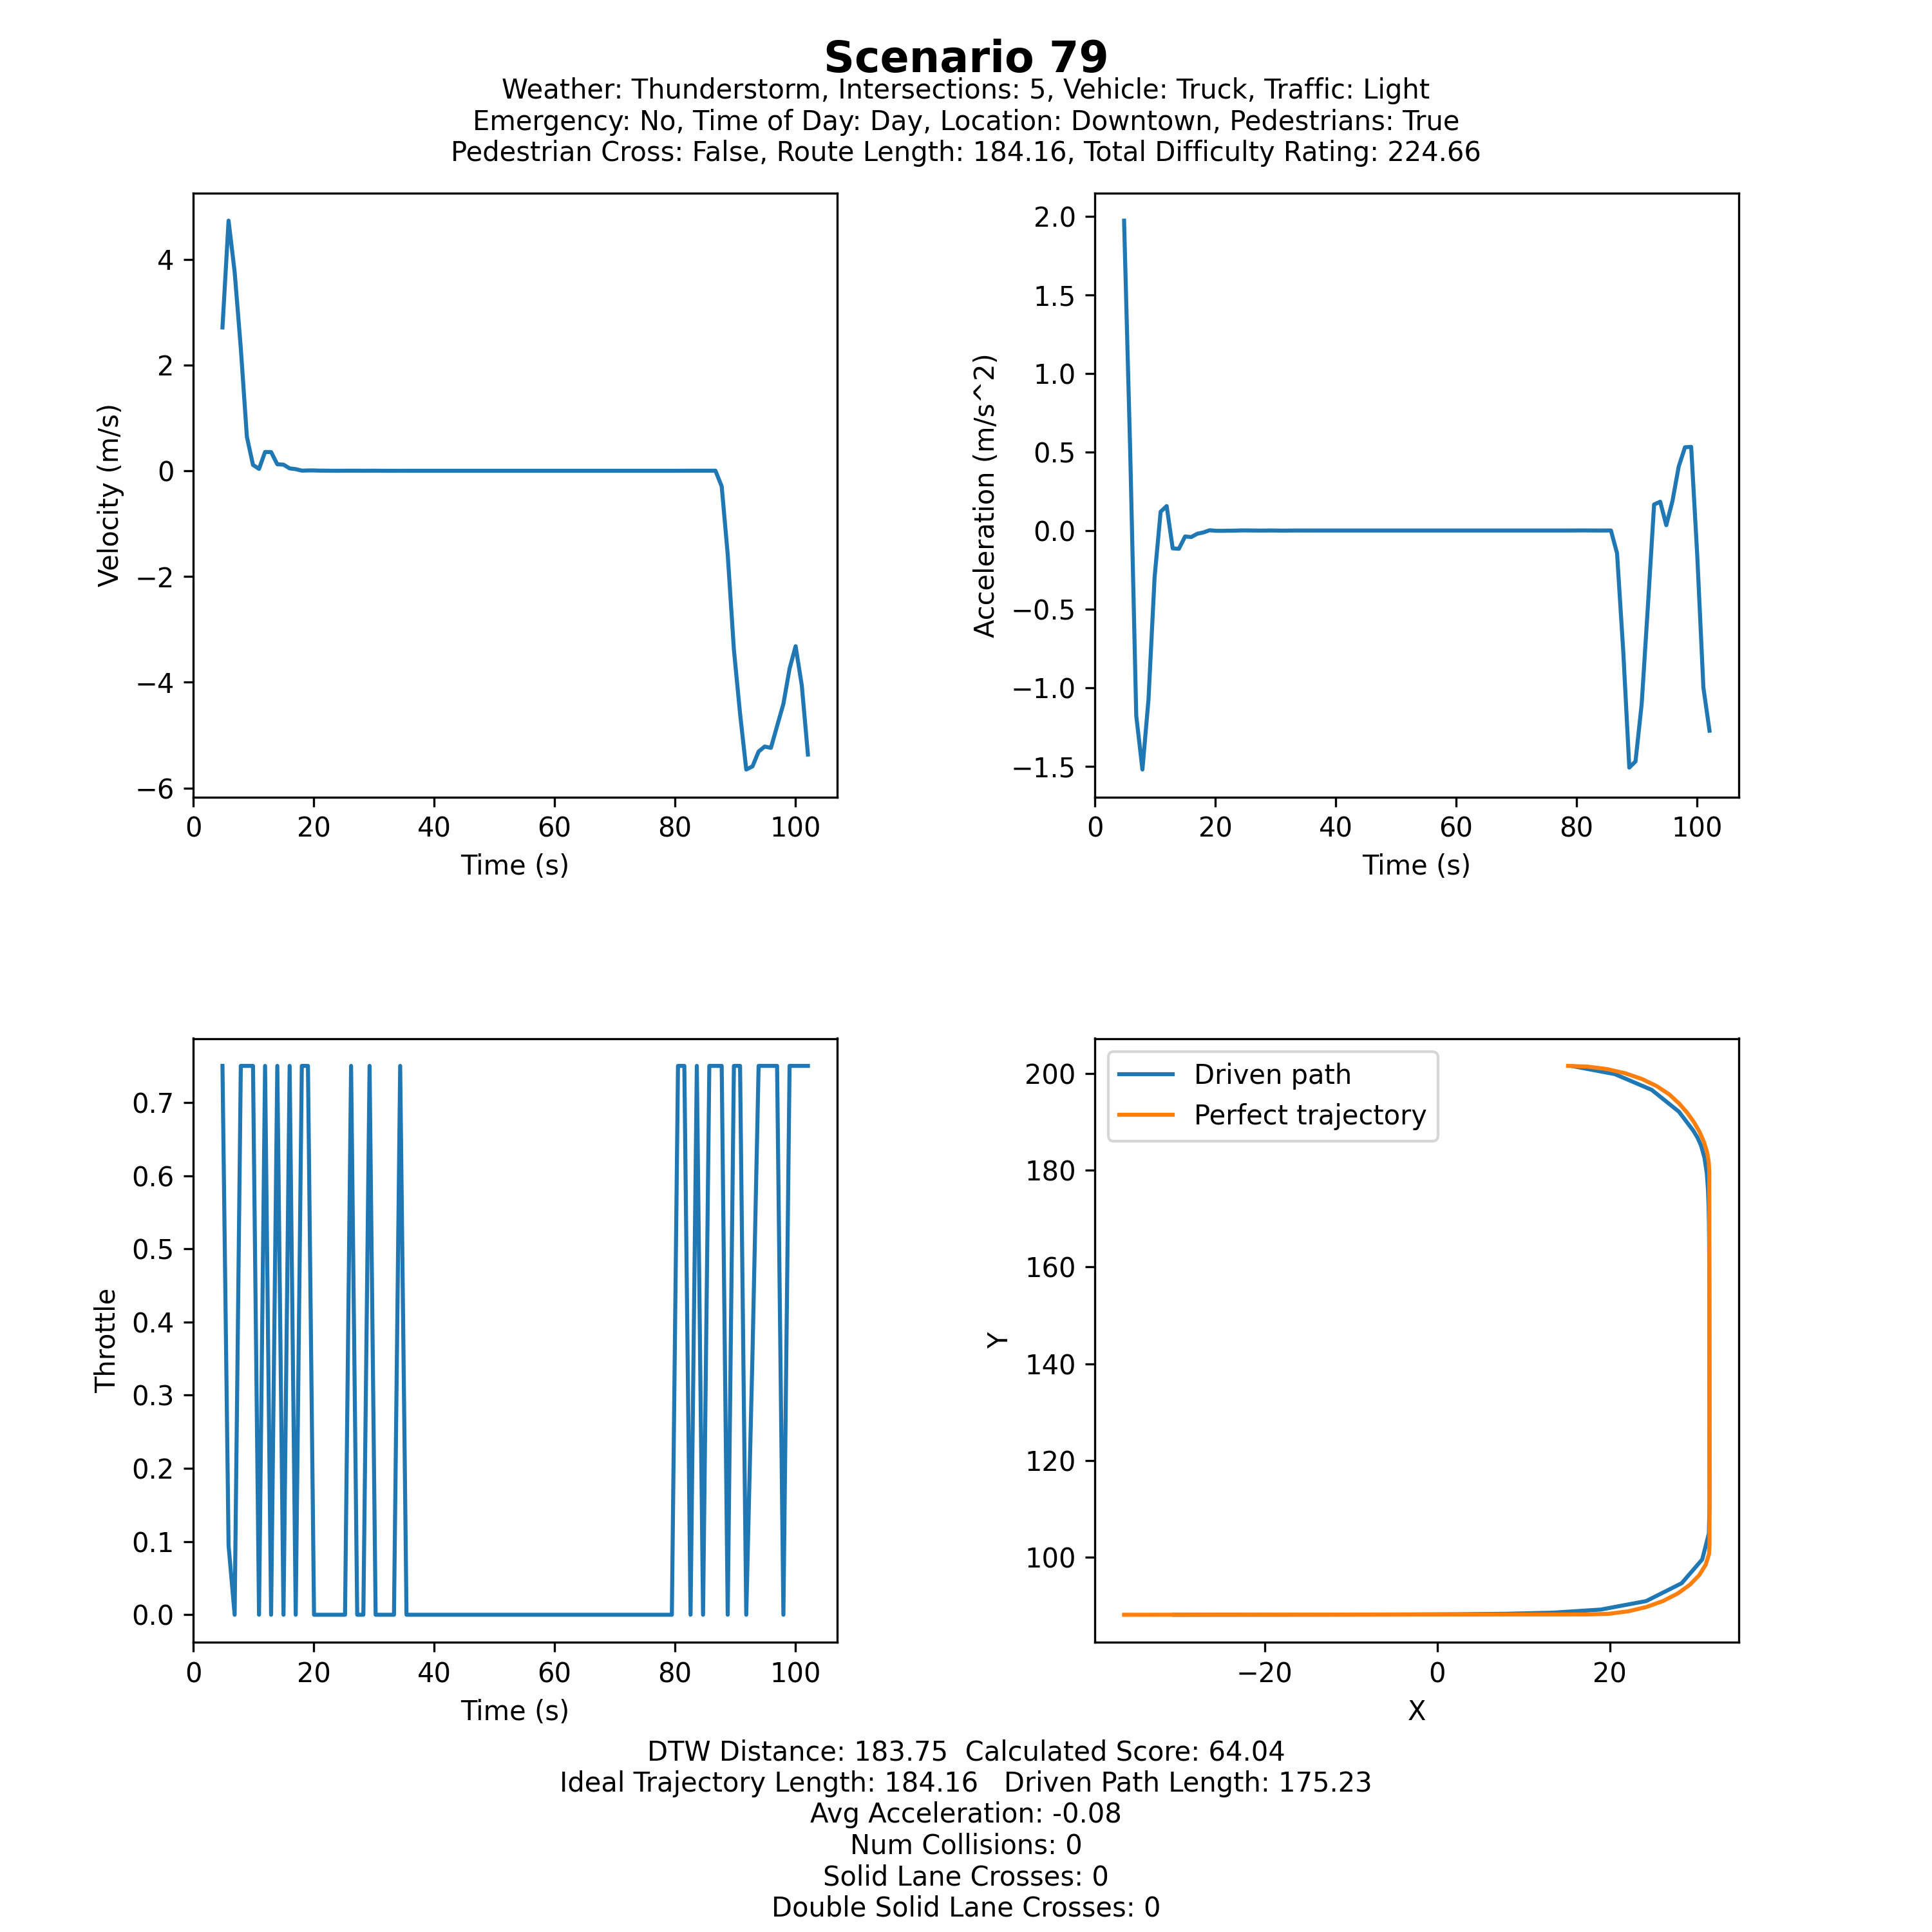 Scenario 79
Weather: Thunderstorm, Intersections: 5, Vehicle: Truck, Traffic: Light
Emergency: No, Time of Day: Day, Location: Downtown, Pedestrians: True
Pedestrian Cross: False, Route Length: 184.16, Total Difficulty Rating: 224.66
4
2
0
−2
−4
−6
Velocity (m/s)
0 20 40 60 80 100
Time (s)
2.0
1.5
1.0
0.5
0.0
−0.5
−1.0
−1.5
Acceleration (m/s^2)
0 20 40 60 80 100
Time (s)
0.7
0.6
0.5
0.4
0.3
0.2
0.1
0.0
Throttle
0 20 40 60 80 100
Time (s)
Driven path
Perfect trajectory
200
180
160
140
120
100
Y
−20 0 20
X
DTW Distance: 183.75  Calculated Score: 64.04
Ideal Trajectory Length: 184.16   Driven Path Length: 175.23
Avg Acceleration: -0.08
Num Collisions: 0
Solid Lane Crosses: 0
Double Solid Lane Crosses: 0